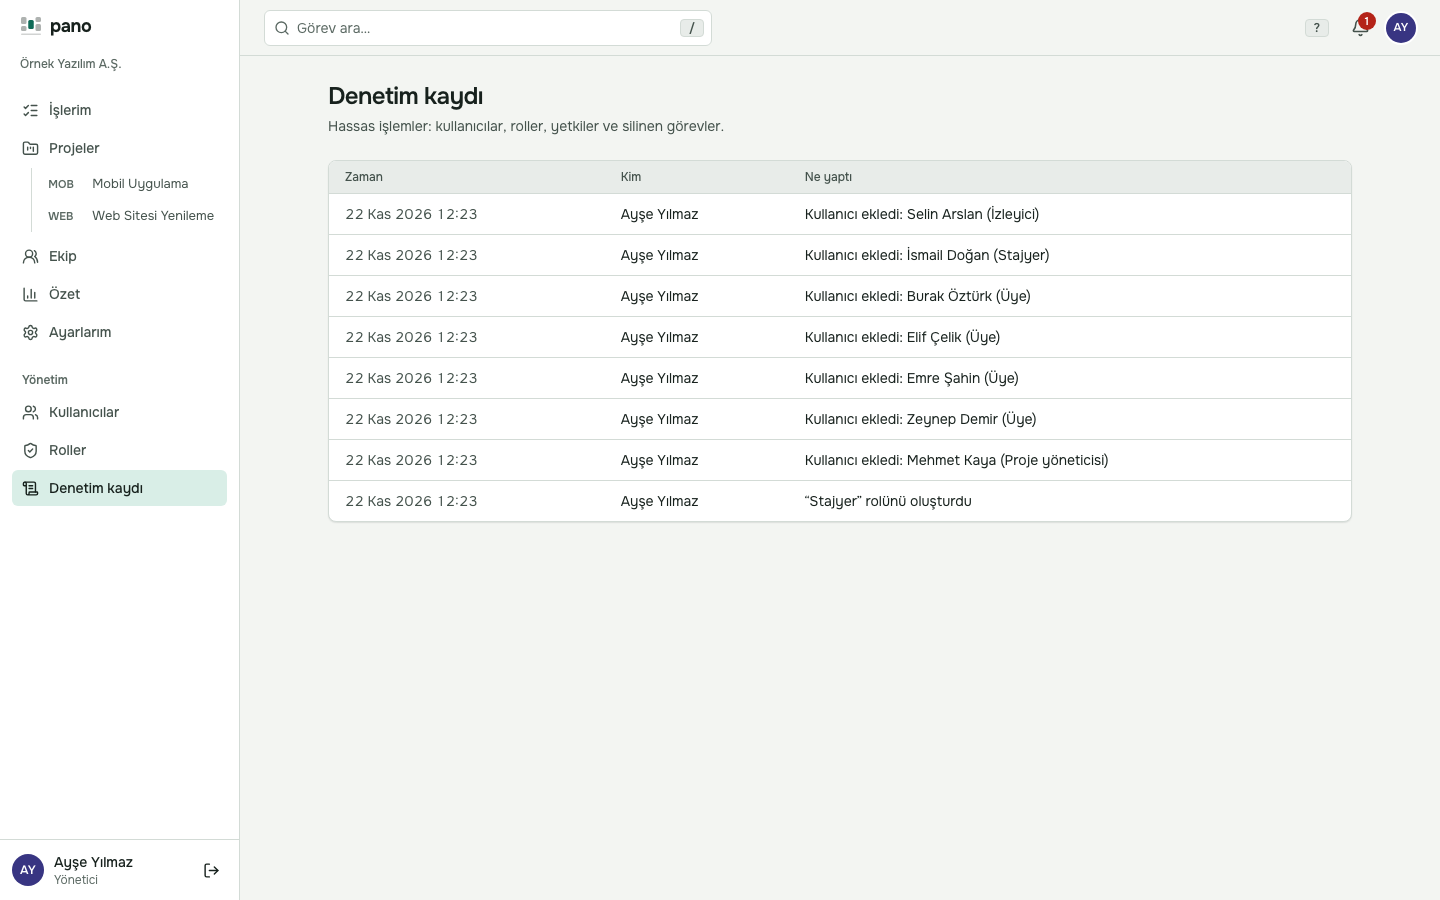 pano
Örnek Yazılım A.Ş.
İşlerim
Projeler
MOB Mobil Uygulama
WEB Web Sitesi Yenileme
Ekip
Özet
Ayarlarım
Yönetim
Kullanıcılar
Roller
Denetim kaydı
AY
Ayşe Yılmaz
Yönetici
Görev ara... /
? 1 AY
Denetim kaydı
Hassas işlemler: kullanıcılar, roller, yetkiler ve silinen görevler.
Zaman Kim Ne yaptı
22 Kas 2026 12:23 Ayşe Yılmaz Kullanıcı ekledi: Selin Arslan (İzleyici)
22 Kas 2026 12:23 Ayşe Yılmaz Kullanıcı ekledi: İsmail Doğan (Stajyer)
22 Kas 2026 12:23 Ayşe Yılmaz Kullanıcı ekledi: Burak Öztürk (Üye)
22 Kas 2026 12:23 Ayşe Yılmaz Kullanıcı ekledi: Elif Çelik (Üye)
22 Kas 2026 12:23 Ayşe Yılmaz Kullanıcı ekledi: Emre Şahin (Üye)
22 Kas 2026 12:23 Ayşe Yılmaz Kullanıcı ekledi: Zeynep Demir (Üye)
22 Kas 2026 12:23 Ayşe Yılmaz Kullanıcı ekledi: Mehmet Kaya (Proje yöneticisi)
22 Kas 2026 12:23 Ayşe Yılmaz “Stajyer” rolünü oluşturdu